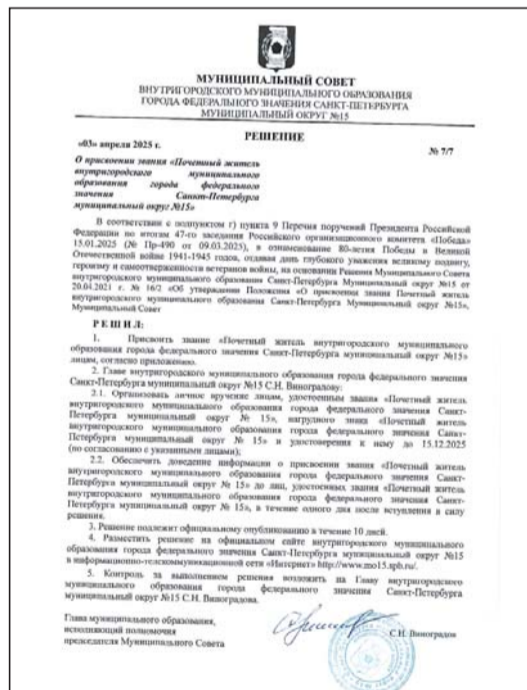 МУНИЦИПАЛЬНЫЙ СОВЕТ
ВНУТРИГОРОДСКОГО МУНИЦИПАЛЬНОГО ОБРАЗОВАНИЯ
ГОРОДА ФЕДЕРАЛЬНОГО ЗНАЧЕНИЯ САНКТ-ПЕТЕРБУРГА
МУНИЦИПАЛЬНЫЙ ОКРУГ №15
РЕШЕНИЕ
«03» апреля 2025 г.
№ 7/7
О присвоении звания «Почетный житель
внутригородского муниципального
образования города федерального
значения Санкт-Петербурга
муниципальный округ №15»
В соответствии с подпунктом г) пункта 9 Перечня поручений Президента Российской
Федерации по итогам 47-го заседания Российского организационного комитета «Победа»
15.01.2025 (№ Пр-490 от 09.03.2025), в ознаменование 80-летия Победы в Великой
Отечественной войне 1941-1945 годов, отдавая дань глубокого уважения великому подвигу,
героизму и самоотверженности ветеранов войны, на основании Решения Муниципального Совета
внутригородского муниципального образования Санкт-Петербурга Муниципальный округ №15 от
20.04.2021 г. № 16/2 «Об утверждении Положения «О присвоении звания Почетный житель
внутригородского муниципального образования Санкт-Петербурга Муниципальный округ №15»,
Муниципальный Совет
Р Е Ш И Л:
1. Присвоить звание «Почетный житель внутригородского муниципального
образования города федерального значения Санкт-Петербурга муниципальный округ №15»
лицам, согласно приложению.
2. Главе внутригородского муниципального образования города федерального значения
Санкт-Петербурга муниципальный округ №15 С.Н. Виноградову:
2.1. Организовать личное вручение лицам, удостоенным звания «Почетный житель
внутригородского муниципального образования города федерального значения Санкт-
Петербурга муниципальный округ № 15», нагрудного знака «Почетный житель
внутригородского муниципального образования города федерального значения Санкт-
Петербурга муниципальный округ № 15» и удостоверения к нему до 15.12.2025
(по согласованию с указанными лицами);
2.2. Обеспечить доведение информации о присвоении звания «Почетный житель
внутригородского муниципального образования города федерального значения Санкт-
Петербурга муниципальный округ № 15» до лиц, удостоенных звания «Почетный житель
внутригородского муниципального образования города федерального значения Санкт-
Петербурга муниципальный округ № 15», в течение одного дня после вступления в силу
решения.
3. Решение подлежит официальному опубликованию в течение 10 дней.
4. Разместить решение на официальном сайте внутригородского муниципального
образования города федерального значения Санкт-Петербурга муниципальный округ №15
в информационно-телекоммуникационной сети «Интернет» http://www.mo15.spb.ru/.
5. Контроль за выполнением решения возложить на Главу внутригородского
муниципального образования города федерального значения Санкт-Петербурга
муниципальный округ №15 С.Н. Виноградова.
Глава муниципального образования,
исполняющий полномочия
председателя Муниципального Совета
С.Н. Виноградов